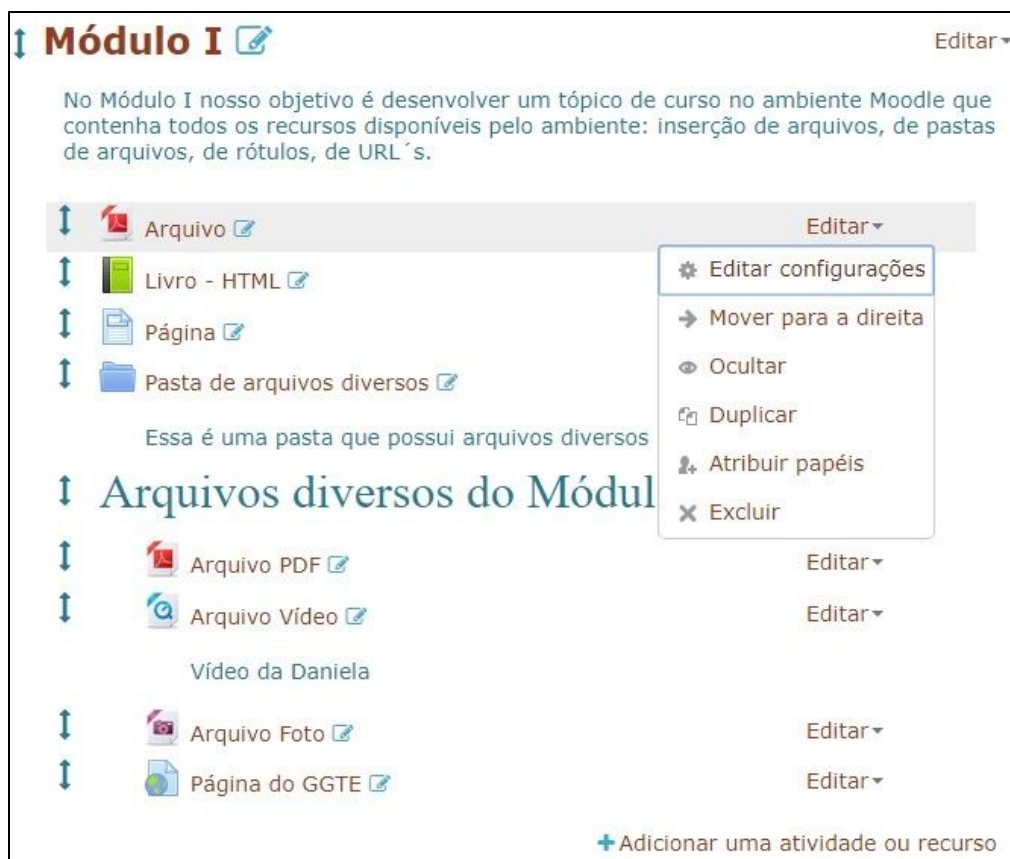 Módulo I
Editar
No Módulo I nosso objetivo é desenvolver um tópico de curso no ambiente Moodle que
contenha todos os recursos disponíveis pelo ambiente: inserção de arquivos, de pastas
de arquivos, de rótulos, de URL´s.
Arquivo
Editar
Editar configurações
Livro - HTML
Mover para a direita
Página
Ocultar
Pasta de arquivos diversos
Duplicar
Essa é uma pasta que possui arquivos diversos
Atribuir papéis
Arquivos diversos do Módul
Excluir
Arquivo PDF
Editar
Arquivo Vídeo
Editar
Vídeo da Daniela
Arquivo Foto
Editar
Página do GGTE
Editar
Adicionar uma atividade ou recurso